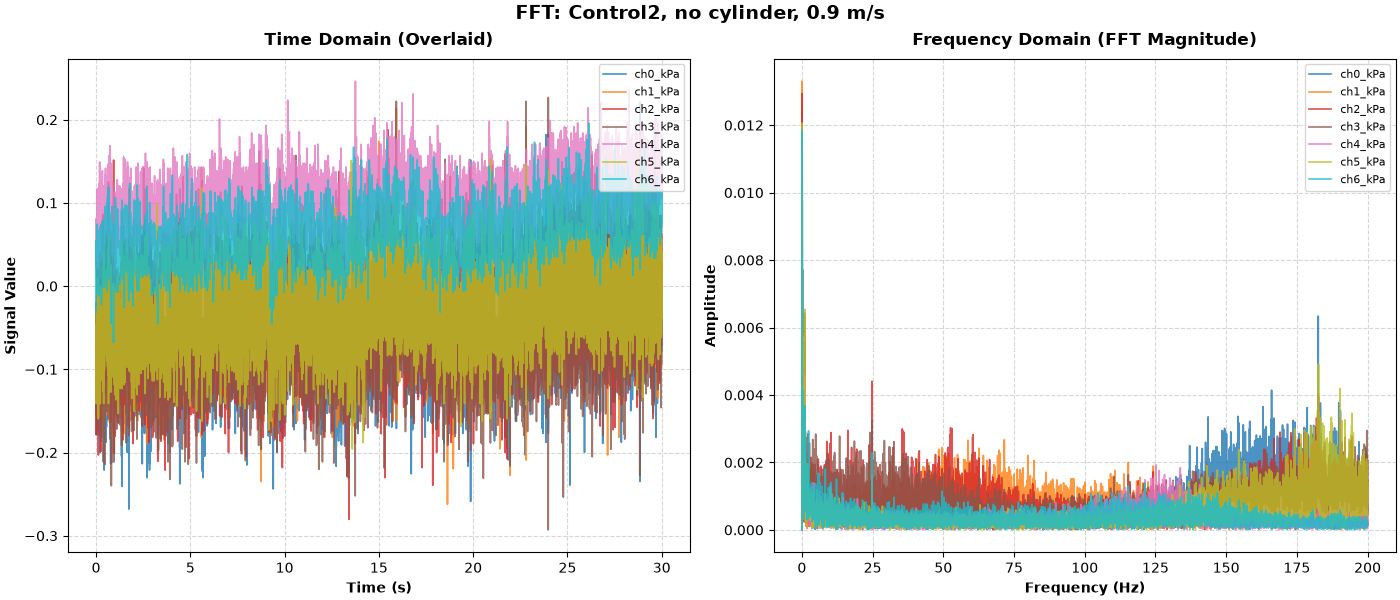 FFT: Control2, no cylinder, 0.9 m/s
Time Domain (Overlaid)
Signal Value
0.2
0.1
0.0
−0.1
−0.2
−0.3
0
5
10
15
20
25
30
Time (s)
ch0_kPa
ch1_kPa
ch2_kPa
ch3_kPa
ch4_kPa
ch5_kPa
ch6_kPa
Frequency Domain (FFT Magnitude)
Amplitude
0.012
0.010
0.008
0.006
0.004
0.002
0.000
0
25
50
75
100
125
150
175
200
Frequency (Hz)
ch0_kPa
ch1_kPa
ch2_kPa
ch3_kPa
ch4_kPa
ch5_kPa
ch6_kPa